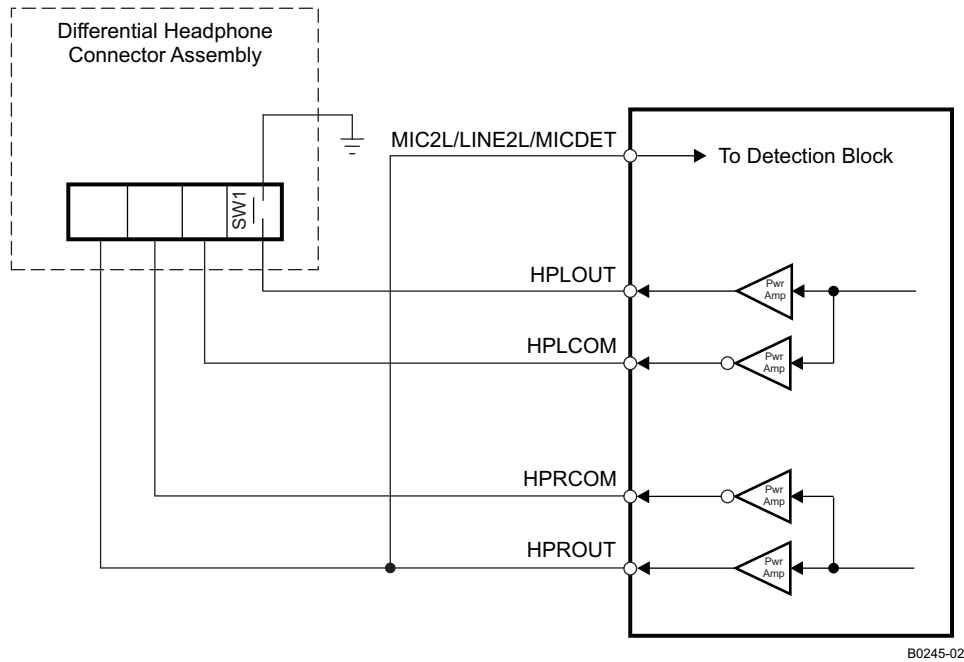 Differential Headphone
Connector Assembly
MIC2L/LINE2L/MICDET
To Detection Block
SW1
HPLOUT
Pwr
Amp
HPLCOM
Pwr
Amp
HPRCOM
Pwr
Amp
HPROUT
Pwr
Amp
B0245-02